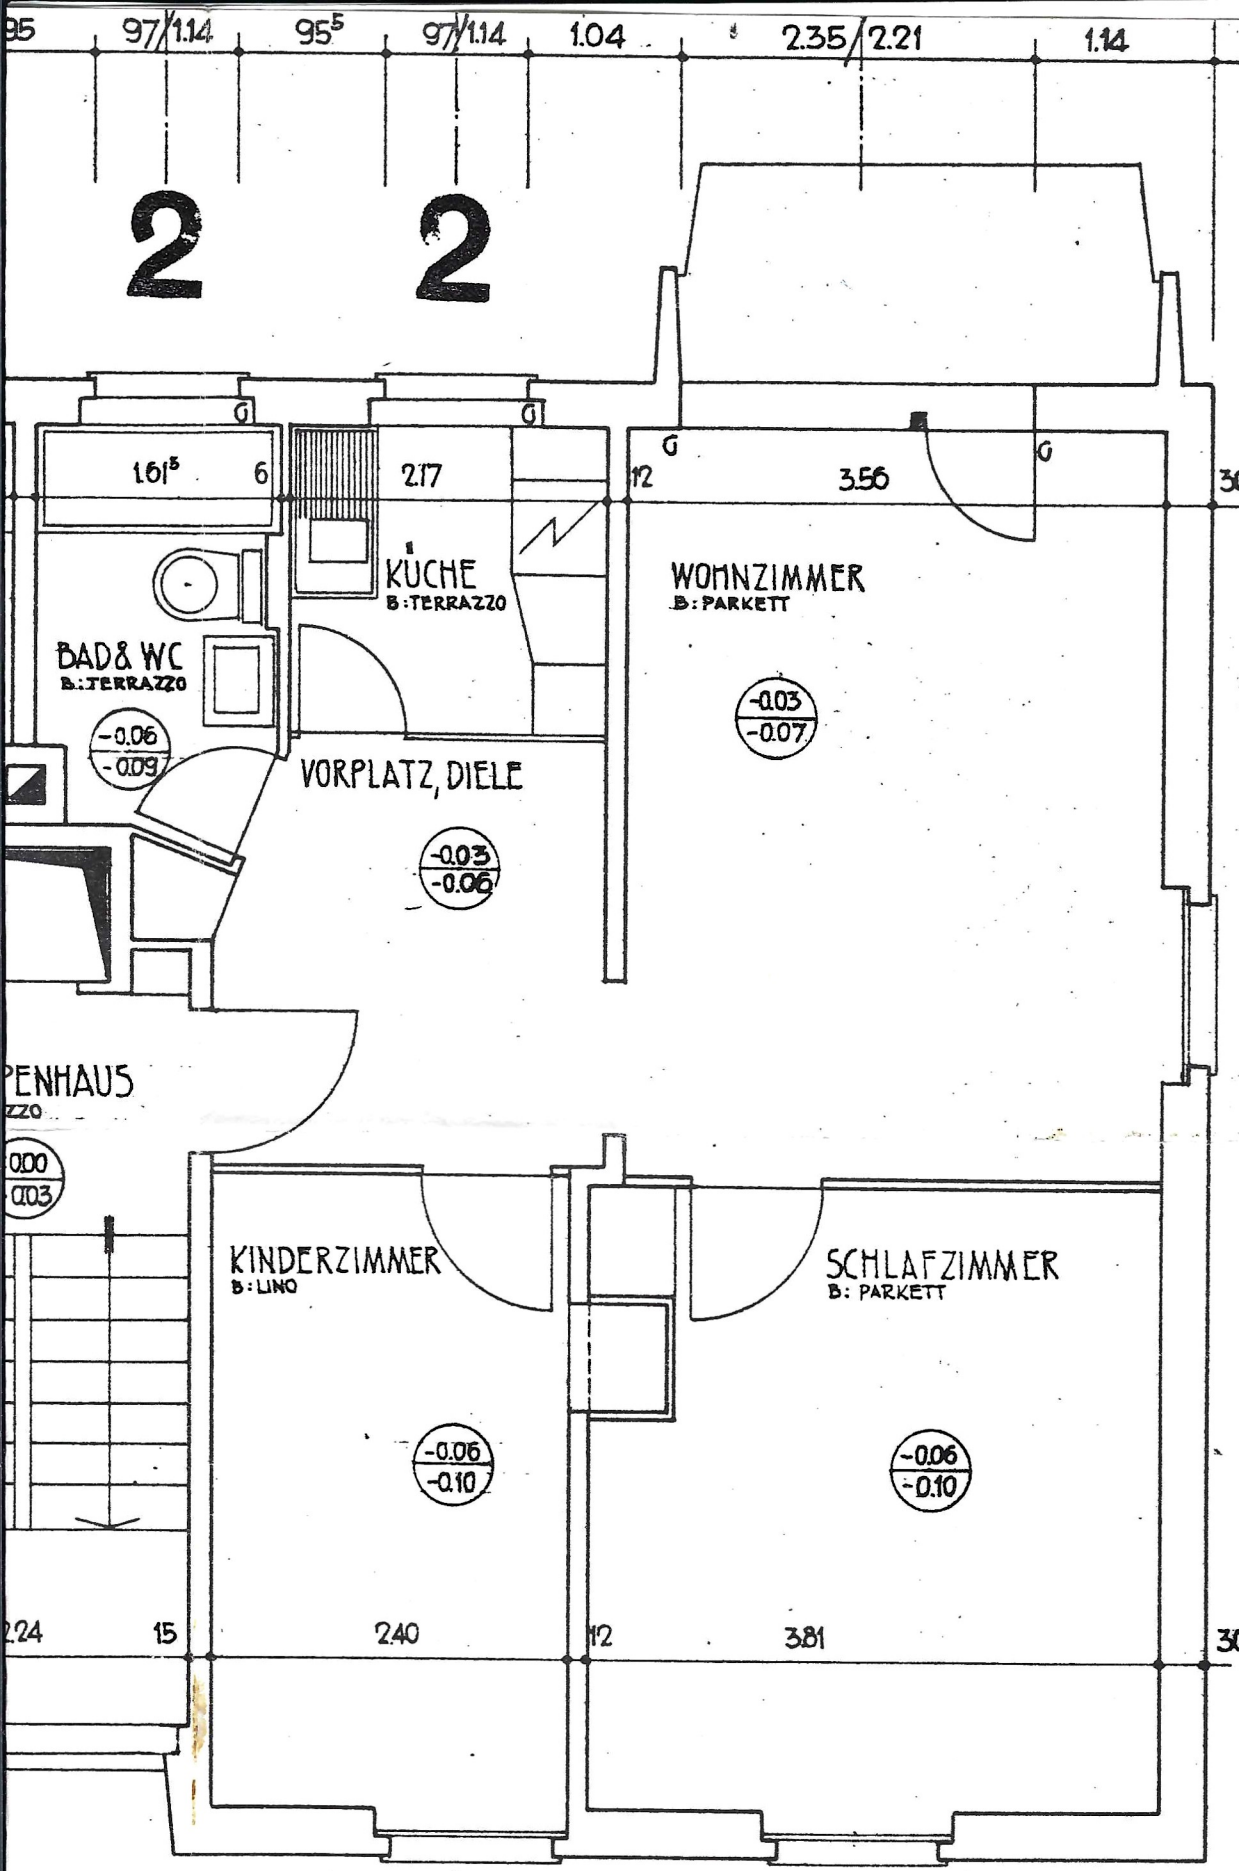 95 97/1.14 95⁵ 97/1.14 1.04 2.35/2.21 1.14
2 2
1.61⁵ 6 2.17 12 3.56 30
KÜCHE
B:TERRAZZO
WOHNZIMMER
B: PARKETT
BAD & WC
B:TERRAZZO
-0.06
-0.09
-0.03
-0.07
VORPLATZ, DIELE
-0.03
-0.06
PENHAUS
ZZO
0.00
0.03
KINDERZIMMER
B: LINO
SCHLAFZIMMER
B: PARKETT
-0.06
-0.10
-0.06
-0.10
2.24 15 2.40 12 3.81 30